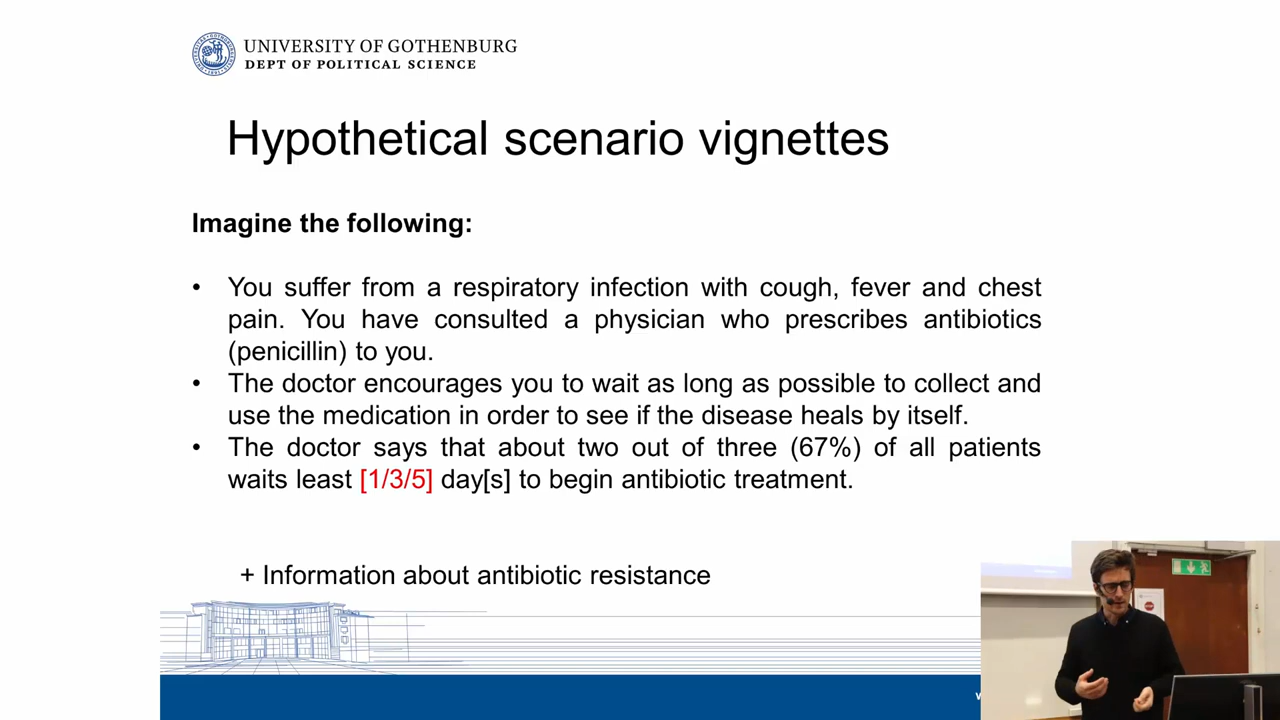 UNIVERSITY OF GOTHENBURG
DEPT OF POLITICAL SCIENCE
Hypothetical scenario vignettes
Imagine the following:
• You suffer from a respiratory infection with cough, fever and chest
pain. You have consulted a physician who prescribes antibiotics
(penicillin) to you.
• The doctor encourages you to wait as long as possible to collect and
use the medication in order to see if the disease heals by itself.
• The doctor says that about two out of three (67%) of all patients
waits least [1/3/5] day[s] to begin antibiotic treatment.
+ Information about antibiotic resistance